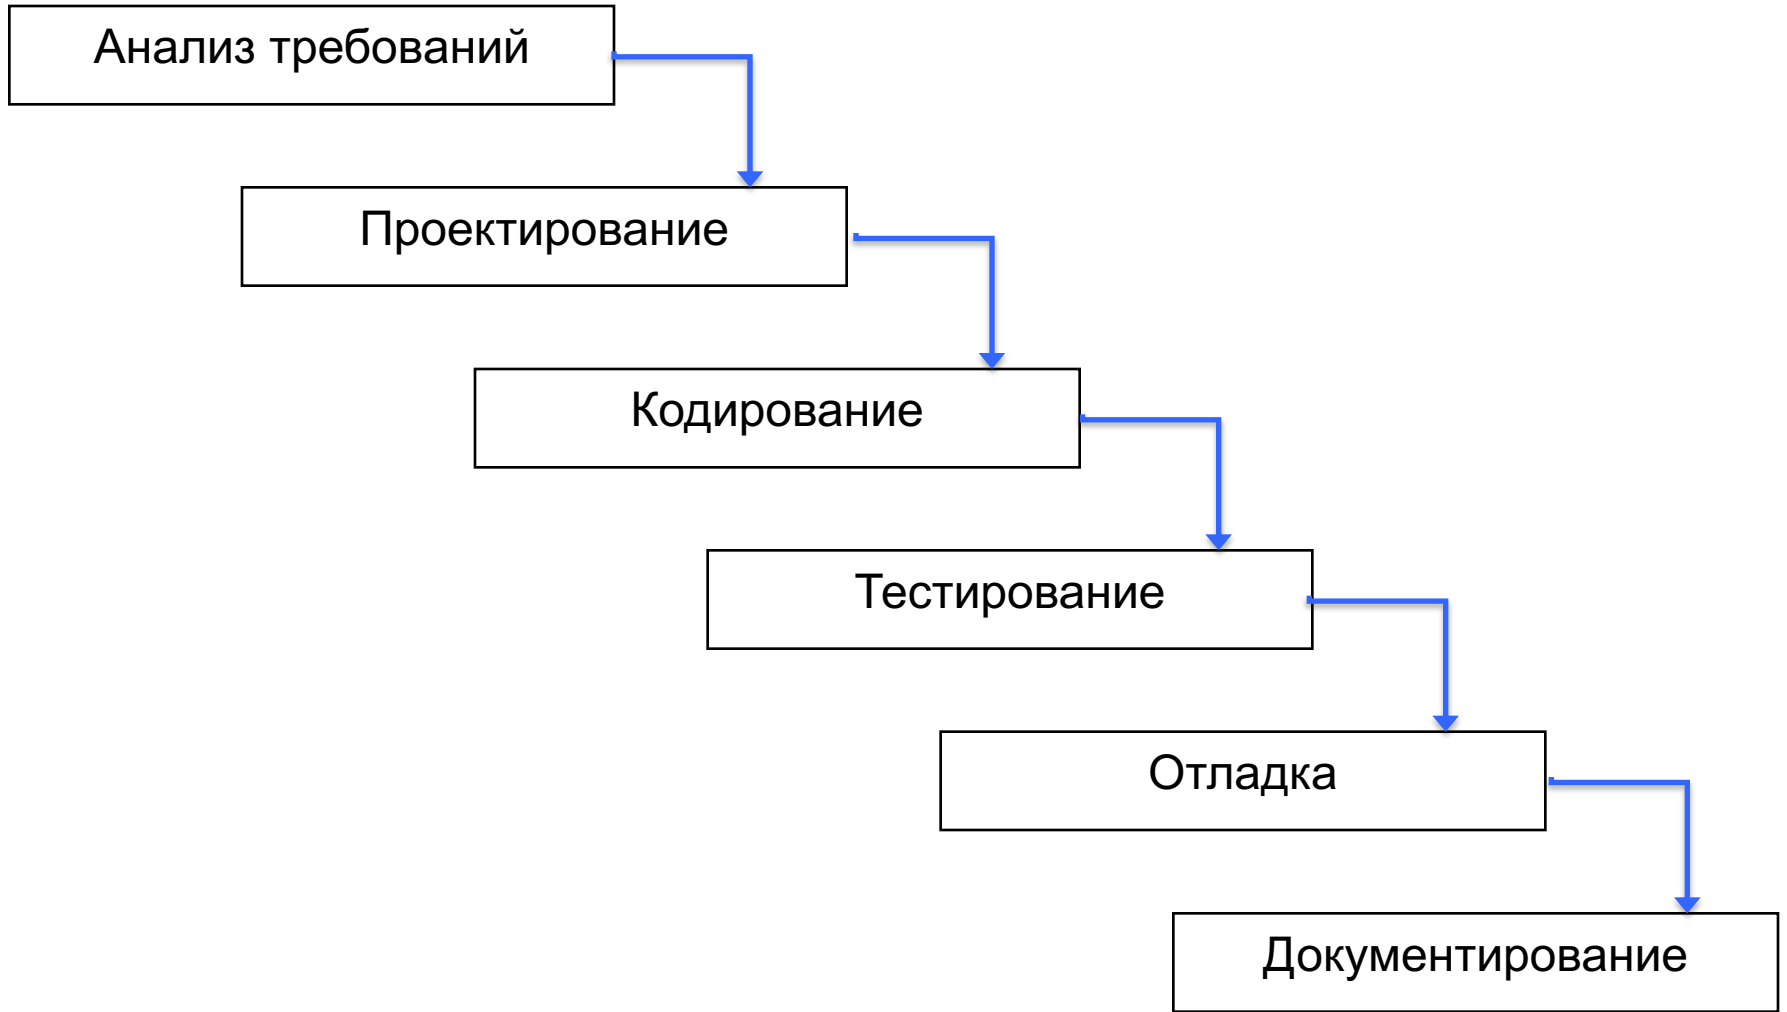 Анализ требований
Проектирование
Кодирование
Тестирование
Отладка
Документирование